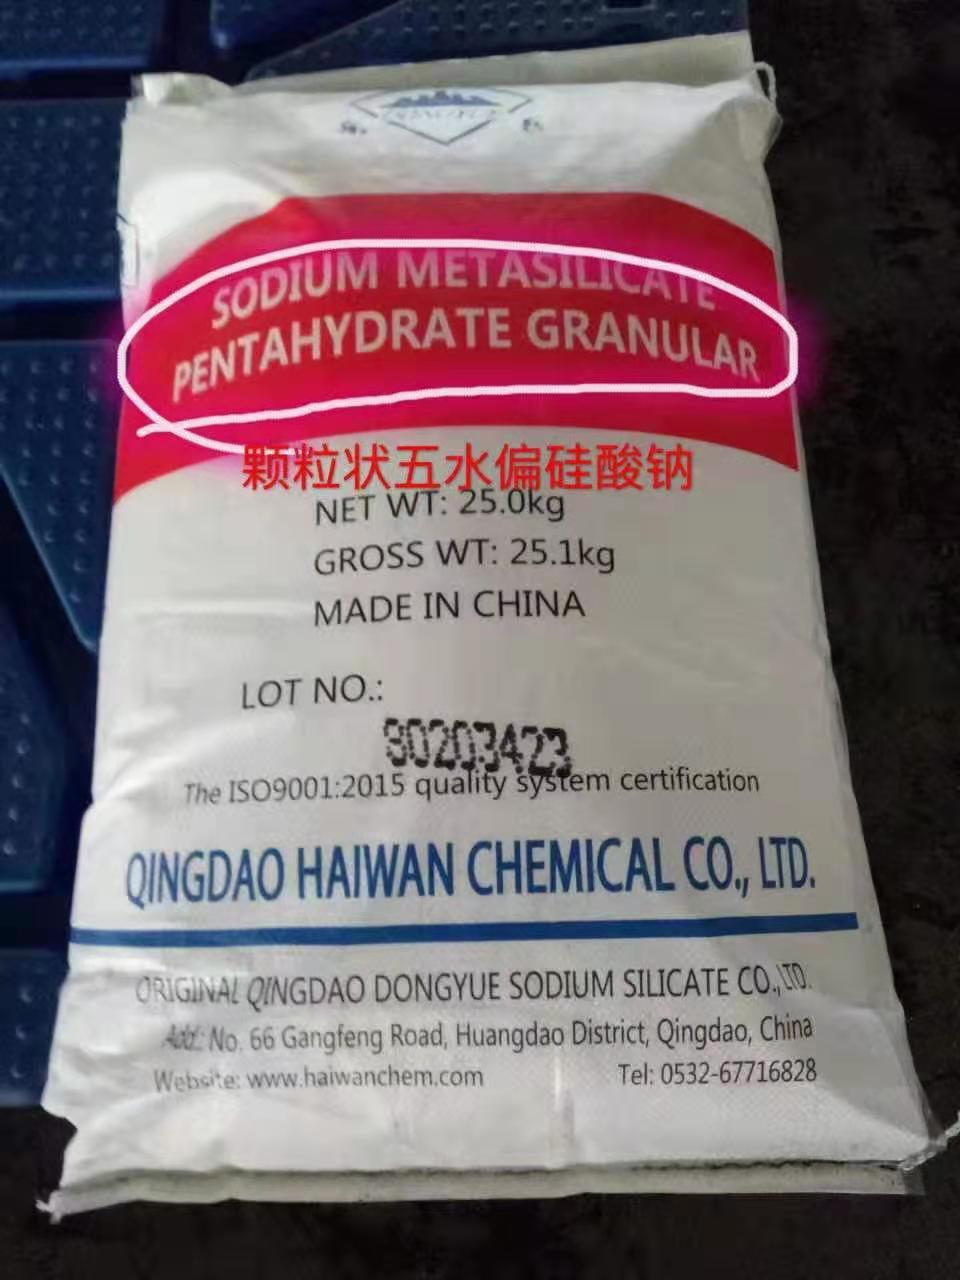 SODIUM METASILICATE
PENTAHYDRATE GRANULAR
颗粒状五水偏硅酸钠
NET WT: 25.0kg
GROSS WT: 25.1kg
MADE IN CHINA
LOT NO.:
80203423
The ISO9001:2015 quality system certification
QINGDAO HAIWAN CHEMICAL CO., LTD.
ORIGINAL QINGDAO DONGYUE SODIUM SILICATE CO.,LTD.
Add.: No. 66 Gangfeng Road, Huangdao District, Qingdao, China
Website: www.haiwanchem.com Tel: 0532-67716828